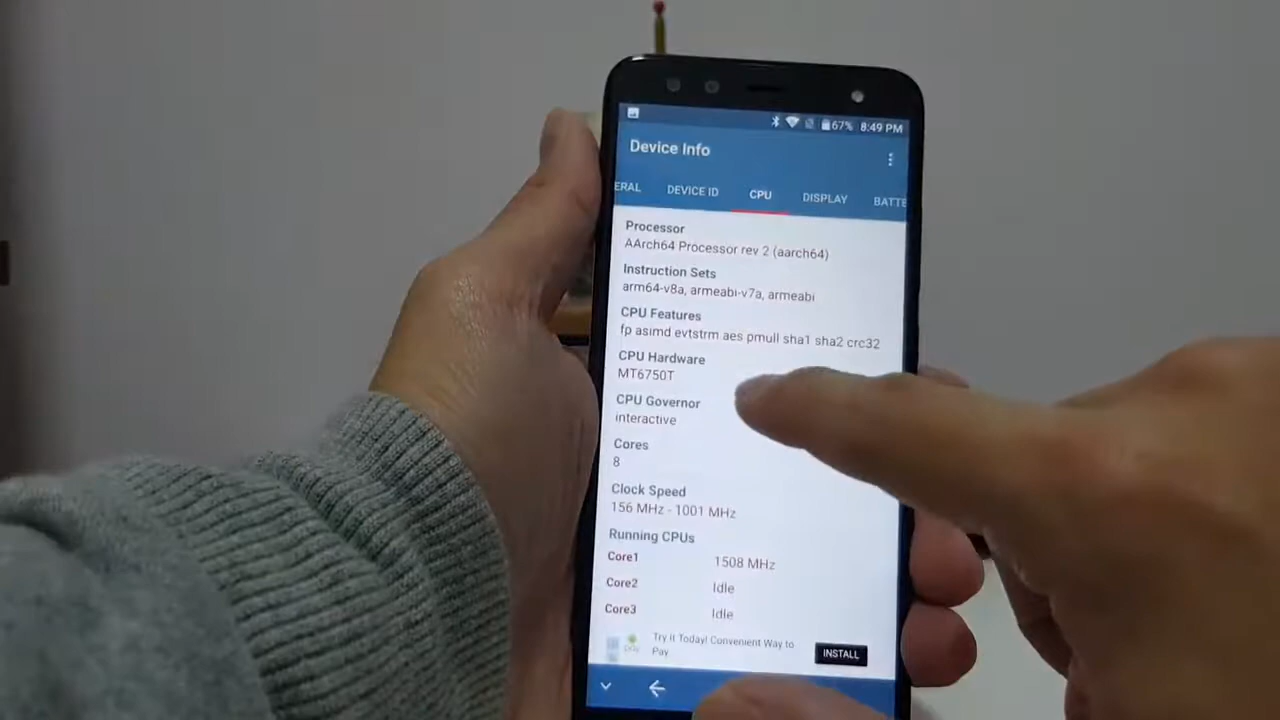 67% 8:49 PM
Device Info
ERAL DEVICE ID CPU DISPLAY BATTE
Processor
AArch64 Processor rev 2 (aarch64)
Instruction Sets
arm64-v8a, armeabi-v7a, armeabi
CPU Features
fp asimd evtstrm aes pmull sha1 sha2 crc32
CPU Hardware
MT6750T
CPU Governor
interactive
Cores
8
Clock Speed
156 MHz - 1001 MHz
Running CPUs
Core1 1508 MHz
Core2 Idle
Core3 Idle
Try it Today! Convenient Way to
Pay
INSTALL